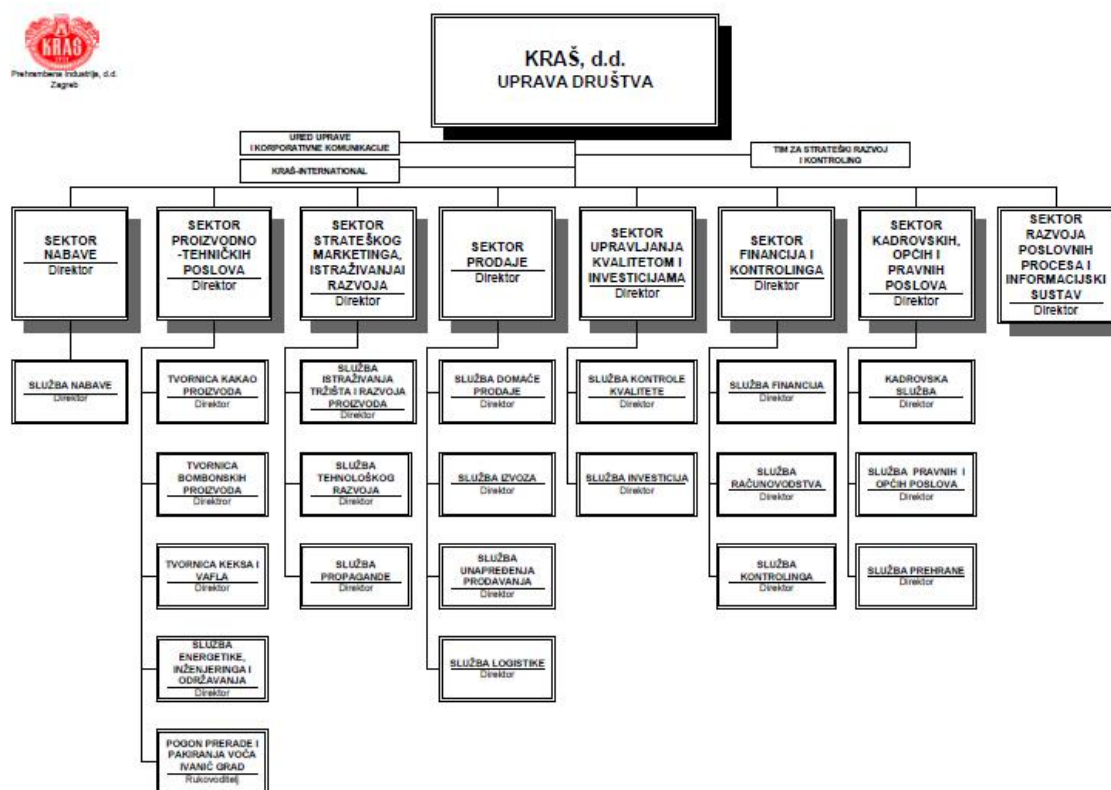 KRAŠ
1911
Prehrambena industrija, d.d.
Zagreb
KRAŠ, d.d.
UPRAVA DRUŠTVA
URED UPRAVE
I KORPORATIVNE KOMUNIKACIJE
TIM ZA STRATEŠKI RAZVOJ
I KONTROLING
KRAŠ-INTERNATIONAL
SEKTOR
NABAVE
Direktor
SEKTOR
PROIZVODNO
-TEHNIČKIH
POSLOVA
Direktor
SEKTOR
STRATEŠKOG
MARKETINGA,
ISTRAŽIVANJAI
RAZVOJA
Direktor
SEKTOR
PRODAJE
Direktor
SEKTOR
UPRAVLJANJA
KVALITETOM I
INVESTICIJAMA
Direktor
SEKTOR
FINANCIJA I
KONTROLINGA
Direktor
SEKTOR
KADROVSKIH,
OPĆIH I
PRAVNIH
POSLOVA
Direktor
SEKTOR
RAZVOJA
POSLOVNIH
PROCESA I
INFORMACIJSKI
SUSTAV
Direktor
SLUŽBA NABAVE
Direktor
TVORNICA KAKAO
PROIZVODA
Direktor
SLUŽBA
ISTRAŽIVANJA
TRŽIŠTA I RAZVOJA
PROIZVODA
Direktor
SLUŽBA DOMAĆE
PRODAJE
Direktor
SLUŽBA KONTROLE
KVALITETE
Direktor
SLUŽBA FINANCIJA
Direktor
KADROVSKA
SLUŽBA
Direktor
TVORNICA
BOMBONSKIH
PROIZVODA
Direktror
SLUŽBA
TEHNOLOŠKOG
RAZVOJA
Direktor
SLUŽBA IZVOZA
Direktor
SLUŽBA INVESTICIJA
Direktor
SLUŽBA
RAČUNOVODSTVA
Direktor
SLUŽBA PRAVNIH I
OPĆIH POSLOVA
Direktor
TVORNICA KEKSA I
VAFLA
Direktor
SLUŽBA
PROPAGANDE
Direktor
SLUŽBA
UNAPREĐENJA
PRODAVANJA
Direktor
SLUŽBA
KONTROLINGA
Direktor
SLUŽBA PREHRANE
Direktor
SLUŽBA
ENERGETIKE,
INŽENJERINGA I
ODRŽAVANJA
Direktor
SLUŽBA LOGISTIKE
Direktor
POGON PRERADE I
PAKIRANJA VOĆA
IVANIĆ GRAD
Rukovoditelj